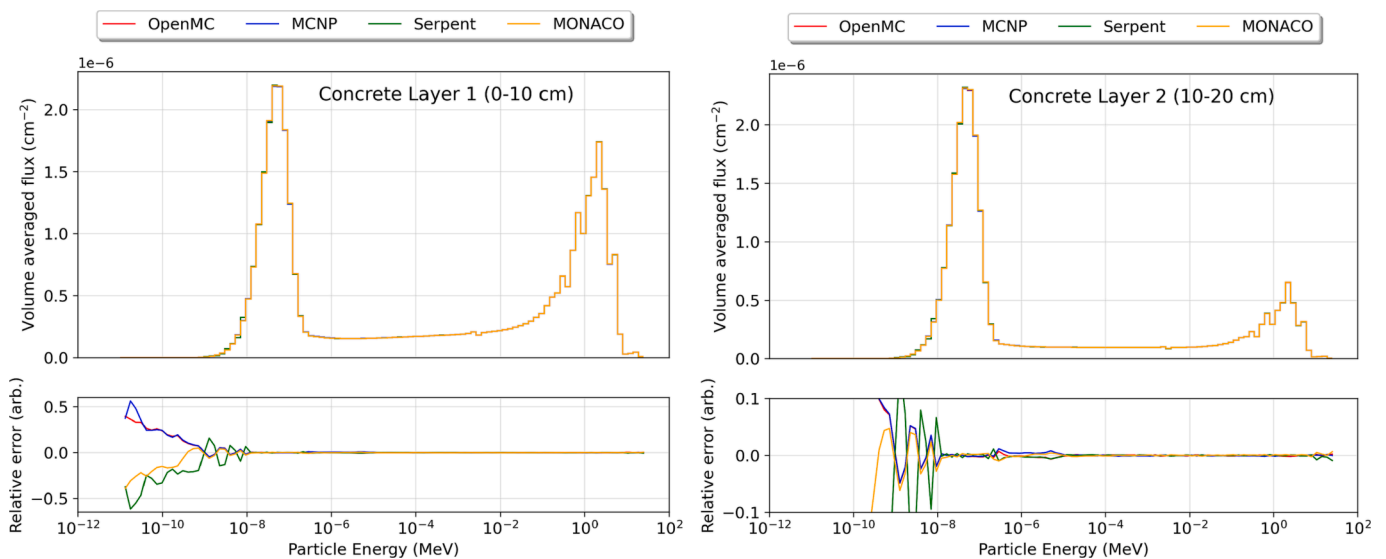 OpenMC MCNP Serpent MONACO
1e−6
Concrete Layer 1 (0-10 cm)
Volume averaged flux (cm⁻²)
2.0
1.5
1.0
0.5
0.0
Relative error (arb.)
0.5
0.0
−0.5
10⁻¹² 10⁻¹⁰ 10⁻⁸ 10⁻⁶ 10⁻⁴ 10⁻² 10⁰ 10²
Particle Energy (MeV)
OpenMC MCNP Serpent MONACO
1e−6
Concrete Layer 2 (10-20 cm)
Volume averaged flux (cm⁻²)
2.0
1.5
1.0
0.5
0.0
Relative error (arb.)
0.1
0.0
−0.1
10⁻¹² 10⁻¹⁰ 10⁻⁸ 10⁻⁶ 10⁻⁴ 10⁻² 10⁰ 10²
Particle Energy (MeV)